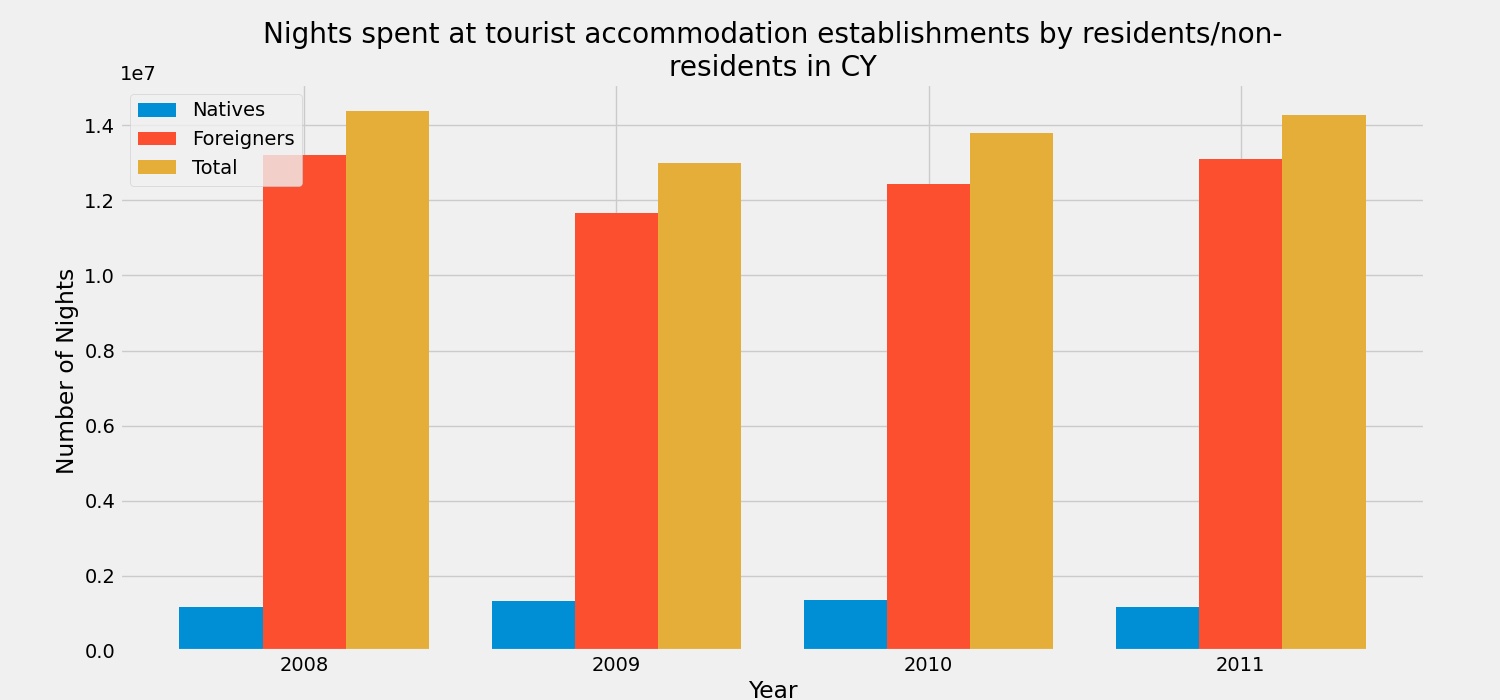 Nights spent at tourist accommodation establishments by residents/non-
residents in CY
1e7
Natives
Foreigners
Total
1.4
1.2
1.0
0.8
0.6
0.4
0.2
0.0
Number of Nights
2008 2009 2010 2011
Year